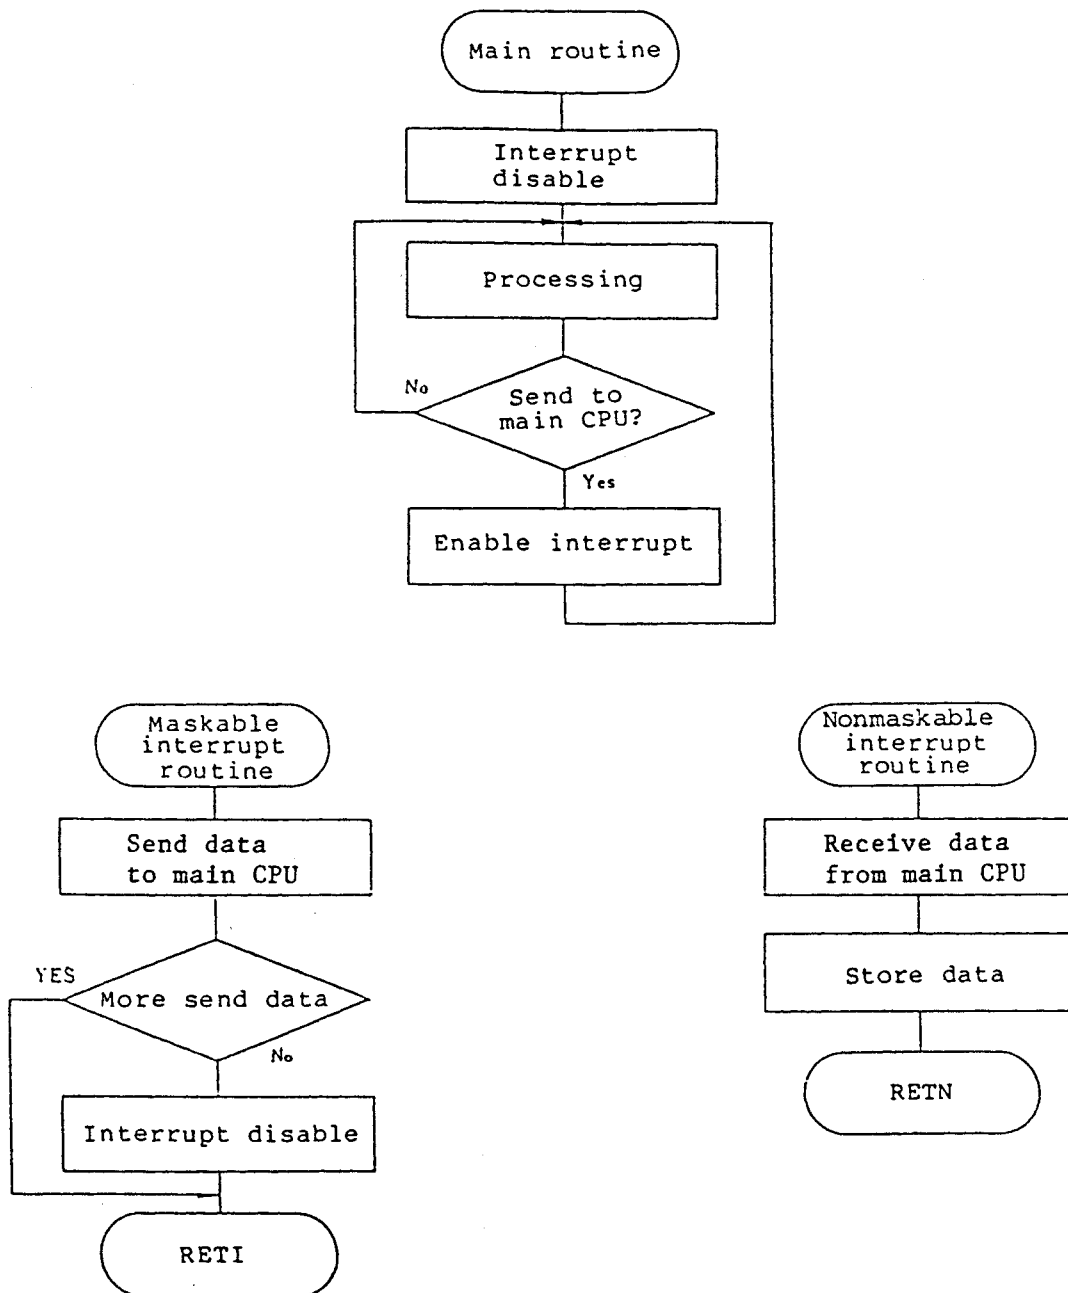 Main routine
Interrupt
disable
Processing
No
Send to
main CPU?
Yes
Enable interrupt
Maskable
interrupt
routine
Send data
to main CPU
YES
More send data
No
Interrupt disable
RETI
Nonmaskable
interrupt
routine
Receive data
from main CPU
Store data
RETN